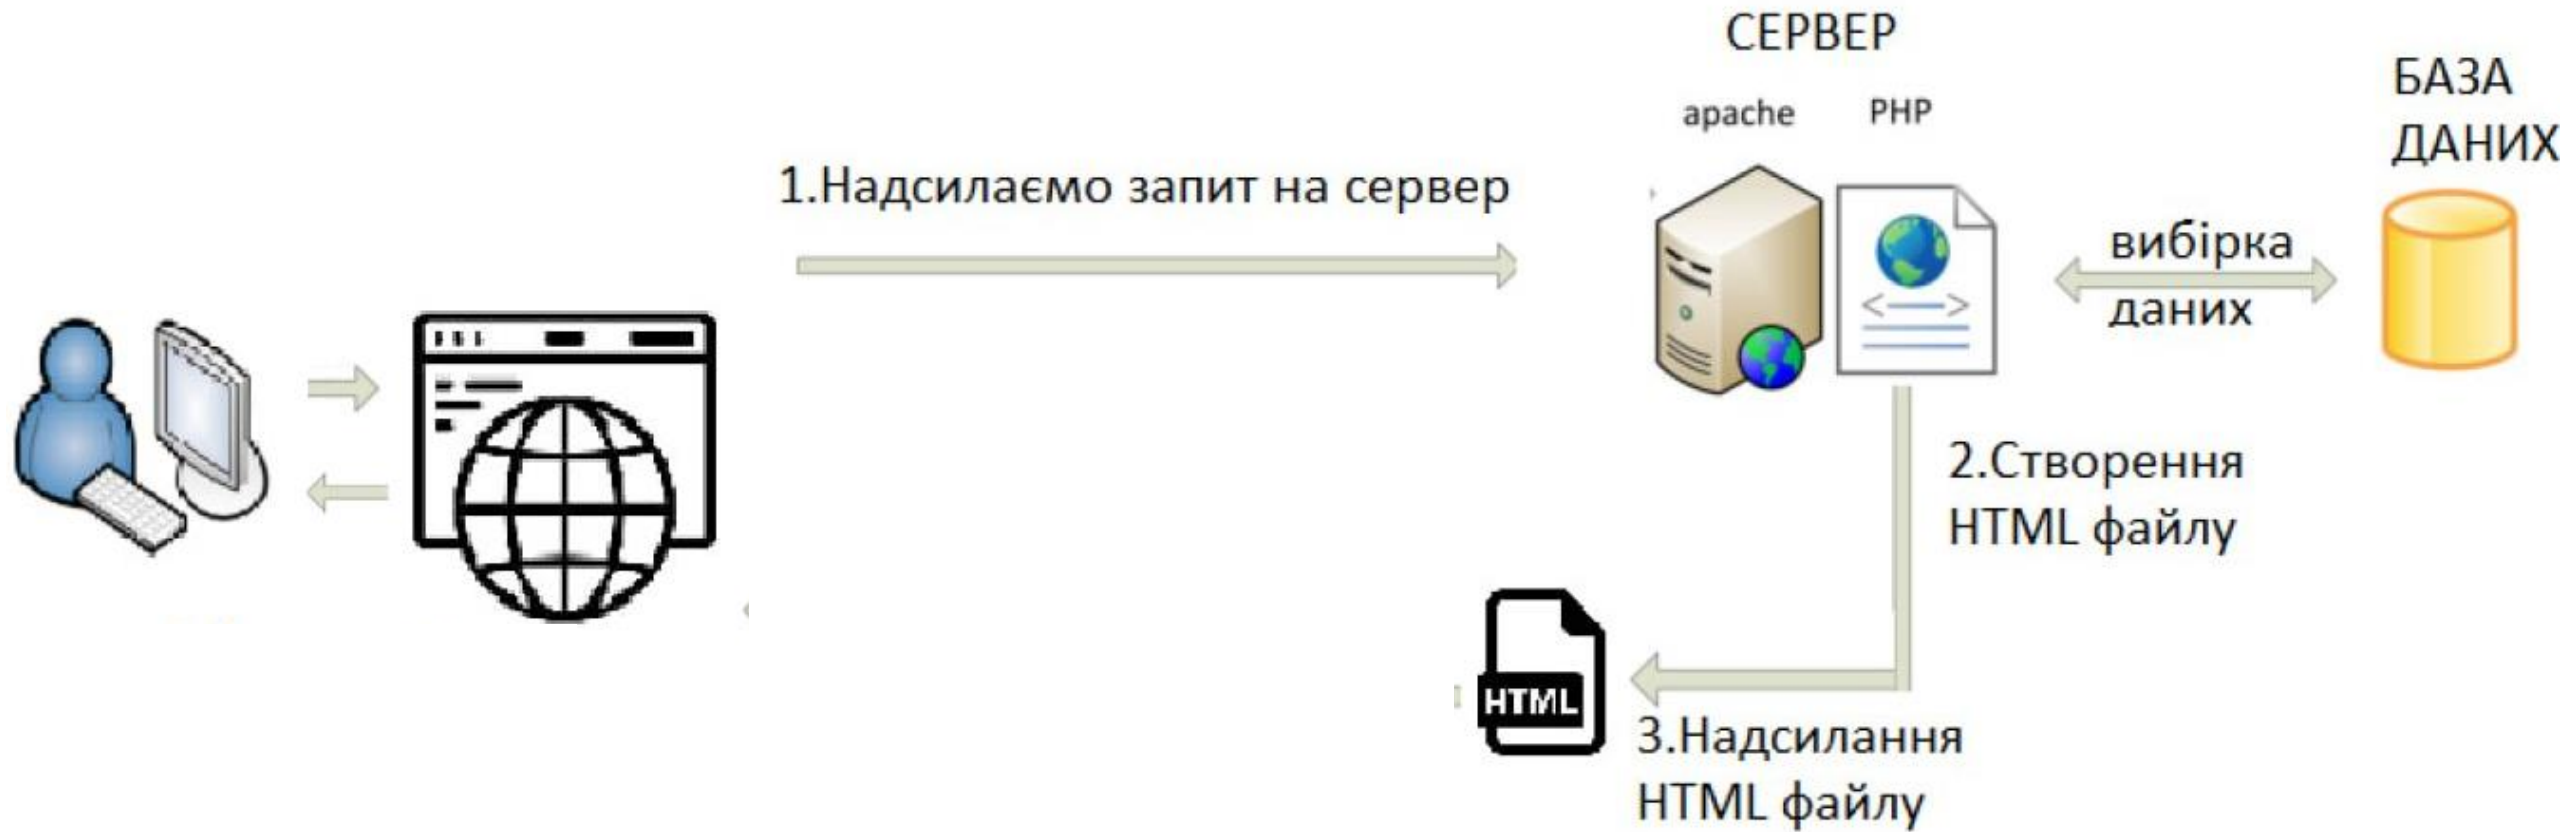 СЕРВЕР
apache
PHP
БАЗА
ДАНИХ
1.Надсилаємо запит на сервер
вибірка
даних
2.Створення
HTML файлу
HTML
3.Надсилання
HTML файлу